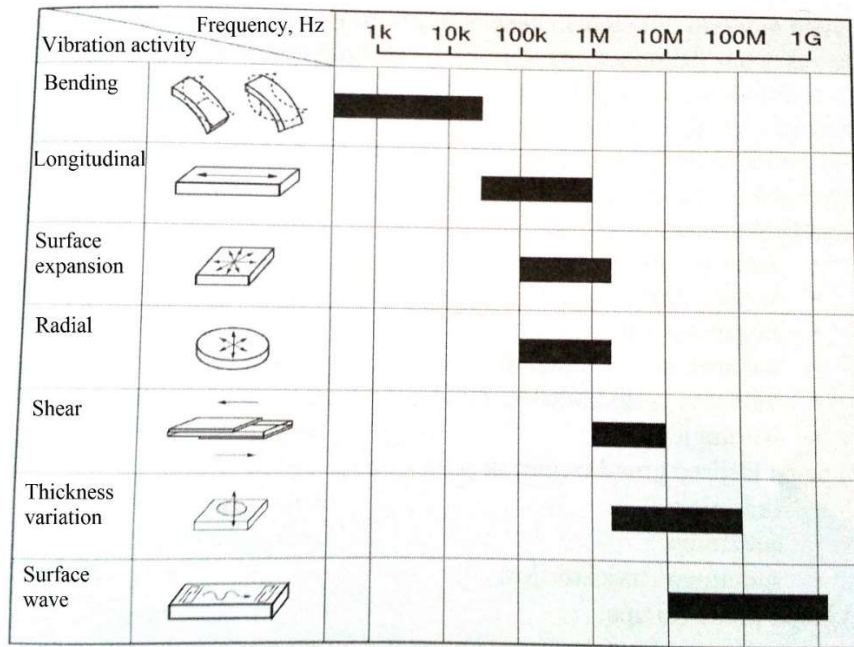 Frequency, Hz
Vibration activity
1k 10k 100k 1M 10M 100M 1G
Bending
Longitudinal
Surface
expansion
Radial
Shear
Thickness
variation
Surface
wave